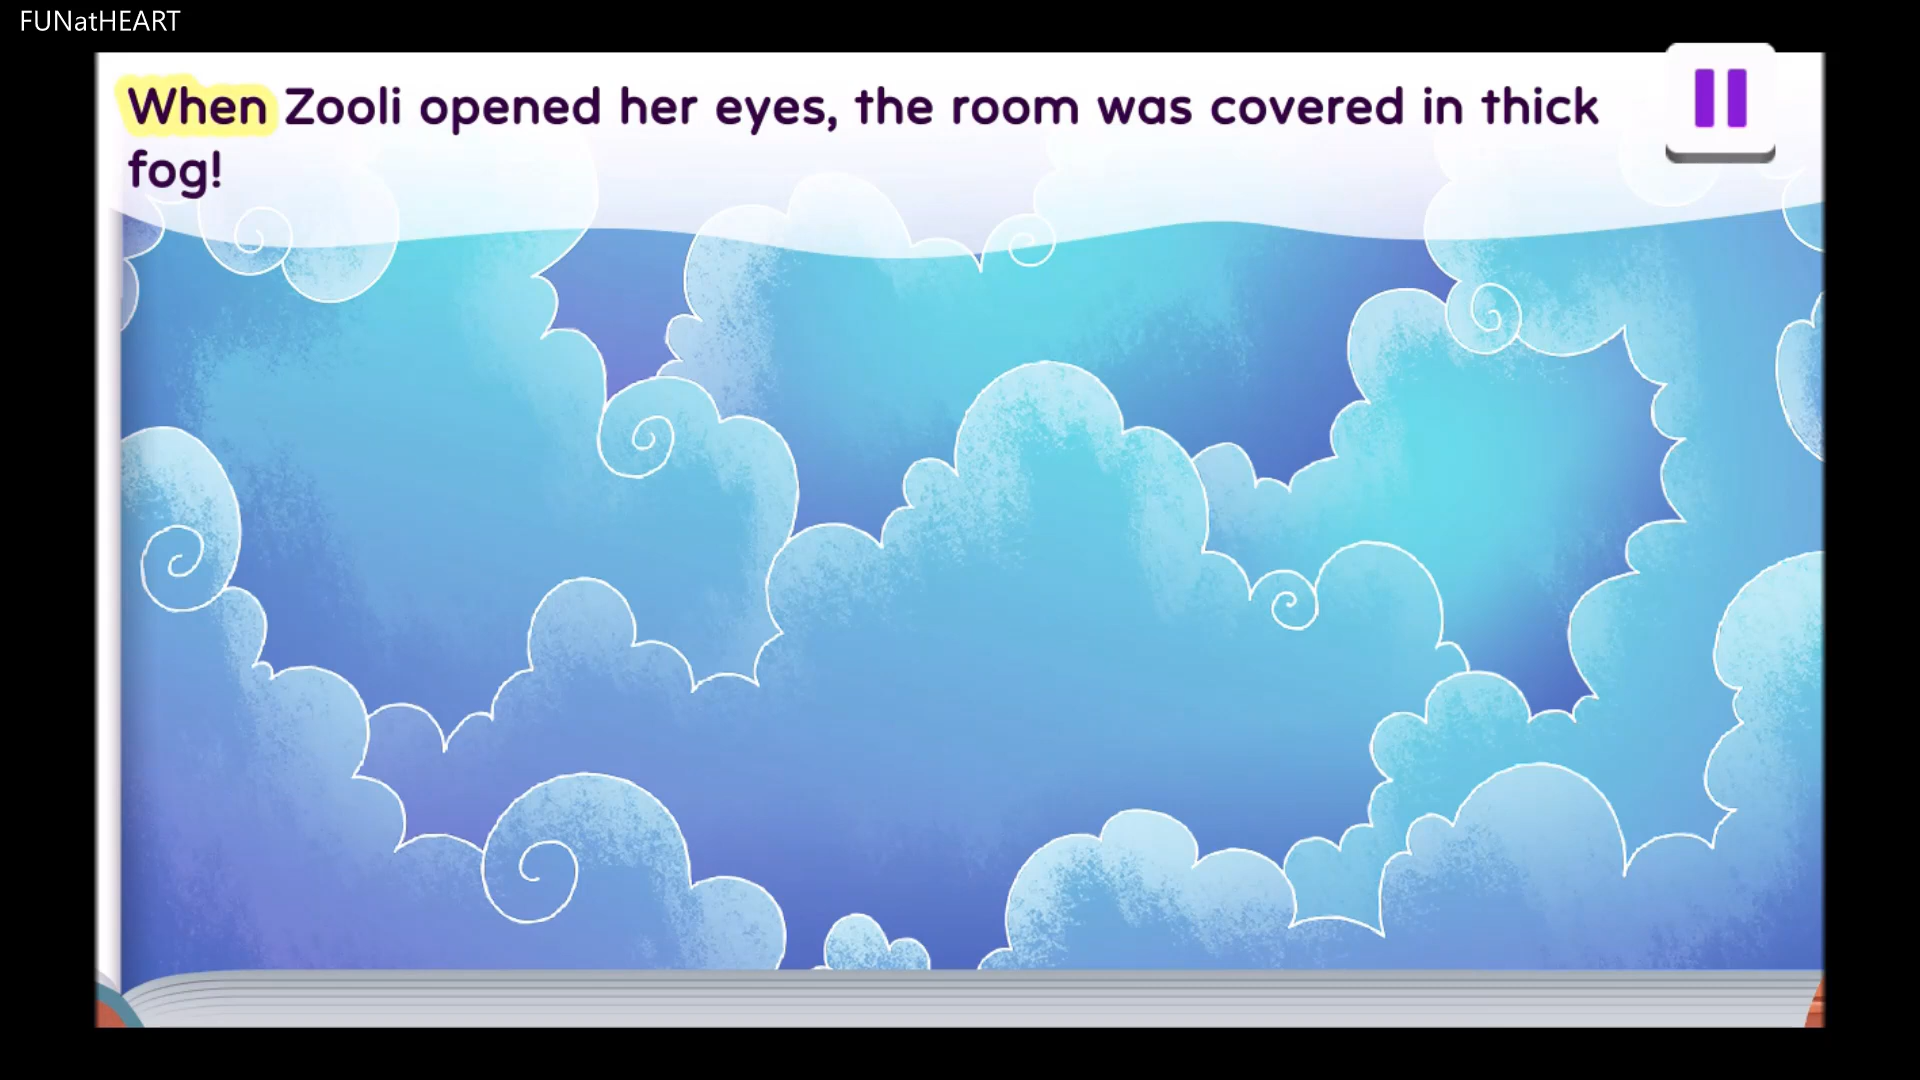 FUNatHEART
When Zooli opened her eyes, the room was covered in thick
fog!